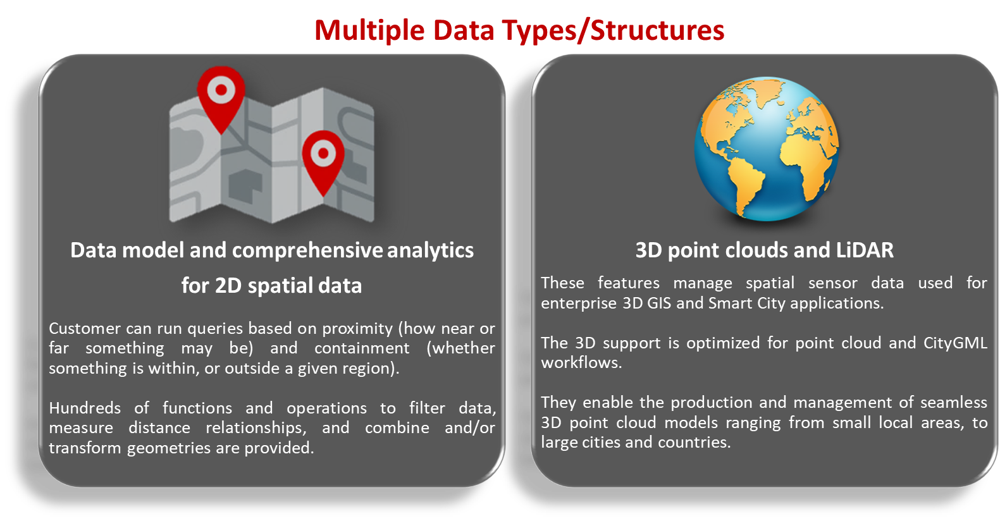 Multiple Data Types/Structures
Data model and comprehensive analytics
for 2D spatial data
Customer can run queries based on proximity (how near or
far something may be) and containment (whether
something is within, or outside a given region).
Hundreds of functions and operations to filter data,
measure distance relationships, and combine and/or
transform geometries are provided.
3D point clouds and LiDAR
These features manage spatial sensor data used for
enterprise 3D GIS and Smart City applications.
The 3D support is optimized for point cloud and CityGML
workflows.
They enable the production and management of seamless
3D point cloud models ranging from small local areas, to
large cities and countries.